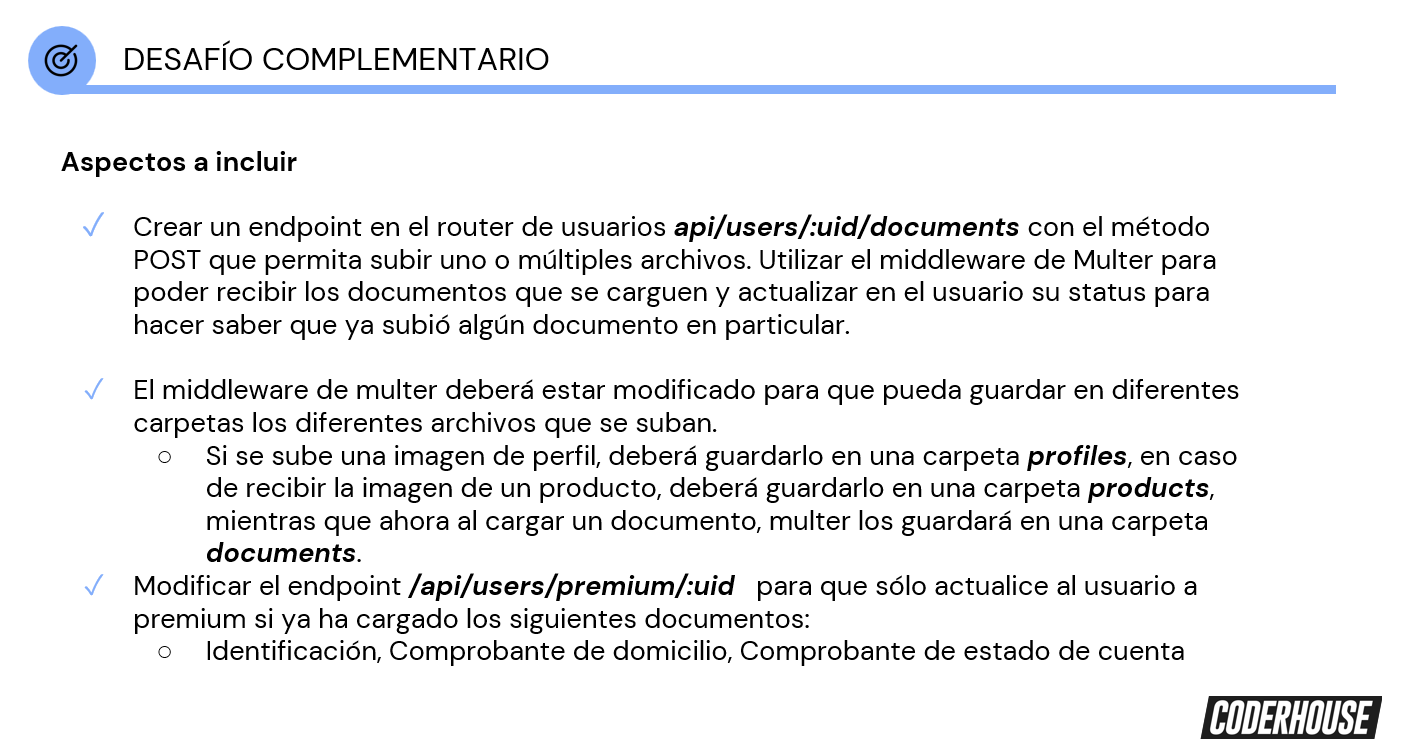 DESAFÍO COMPLEMENTARIO
Aspectos a incluir
✓ Crear un endpoint en el router de usuarios api/users/:uid/documents con el método
POST que permita subir uno o múltiples archivos. Utilizar el middleware de Multer para
poder recibir los documentos que se carguen y actualizar en el usuario su status para
hacer saber que ya subió algún documento en particular.
✓ El middleware de multer deberá estar modificado para que pueda guardar en diferentes
carpetas los diferentes archivos que se suban.
○ Si se sube una imagen de perfil, deberá guardarlo en una carpeta profiles, en caso
de recibir la imagen de un producto, deberá guardarlo en una carpeta products,
mientras que ahora al cargar un documento, multer los guardará en una carpeta
documents.
✓ Modificar el endpoint /api/users/premium/:uid para que sólo actualice al usuario a
premium si ya ha cargado los siguientes documentos:
○ Identificación, Comprobante de domicilio, Comprobante de estado de cuenta
CODERHOUSE